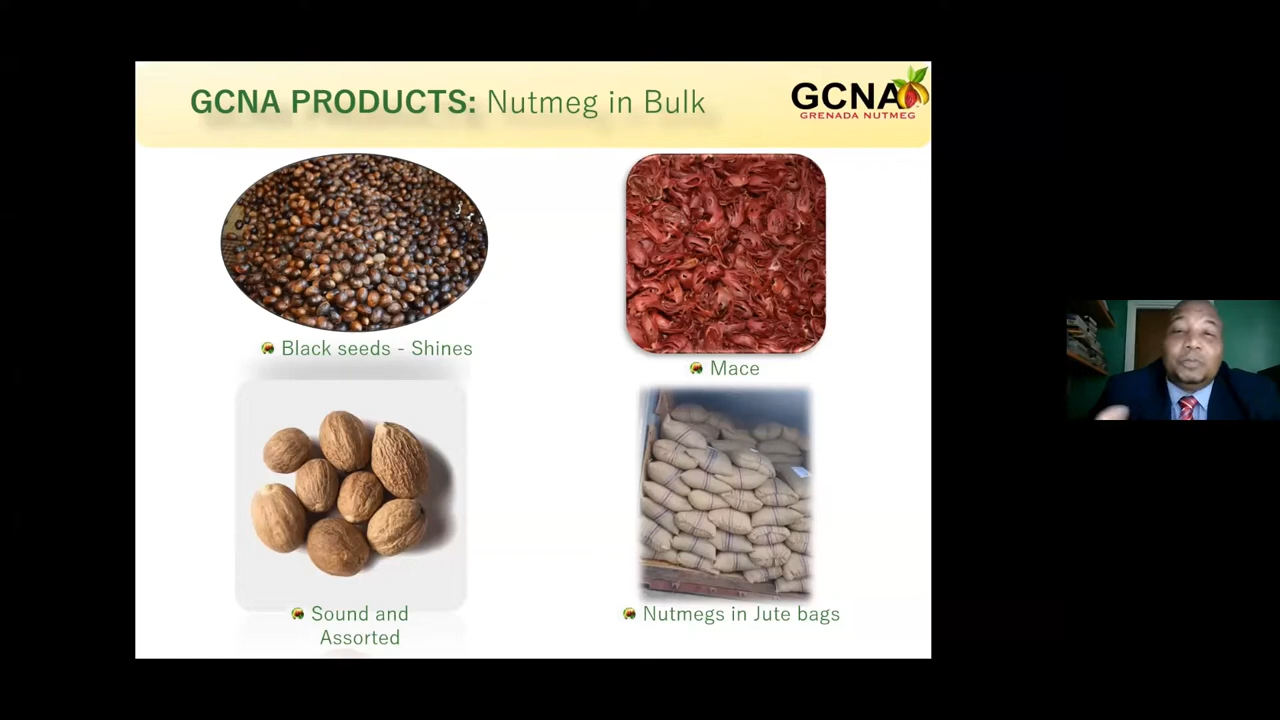 GCNA PRODUCTS: Nutmeg in Bulk
GCNA
GRENADA NUTMEG
Black seeds - Shines
Mace
Sound and
Assorted
Nutmegs in Jute bags